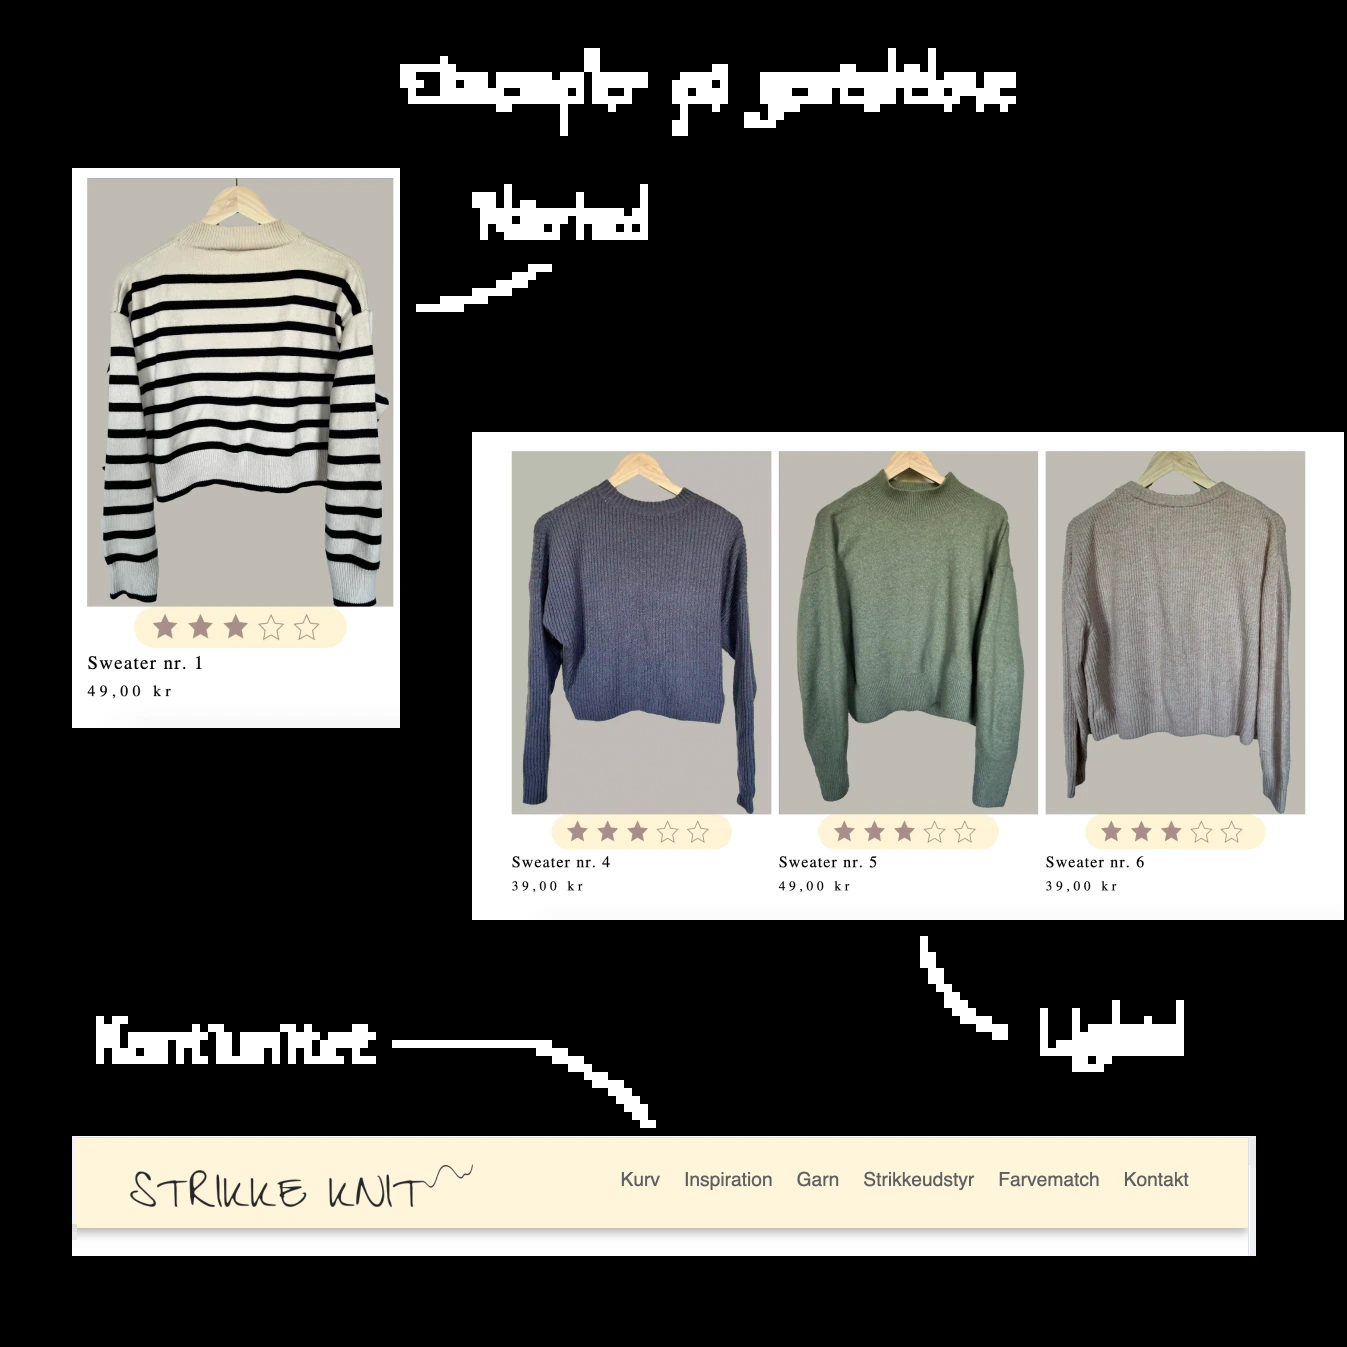 Eksempler på gestaltlove
Nærhed
Sweater nr. 1
49,00 kr
Sweater nr. 4
39,00 kr
Sweater nr. 5
49,00 kr
Sweater nr. 6
39,00 kr
Kontinuitet
Lighed
STRIKKE KNIT
Kurv Inspiration Garn Strikkeudstyr Farvematch Kontakt